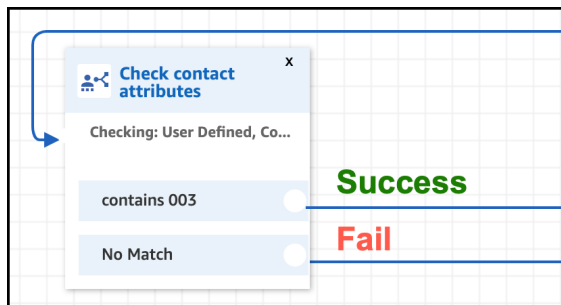 x
Check contact
attributes
Checking: User Defined, Co...
contains 003
Success
No Match
Fail